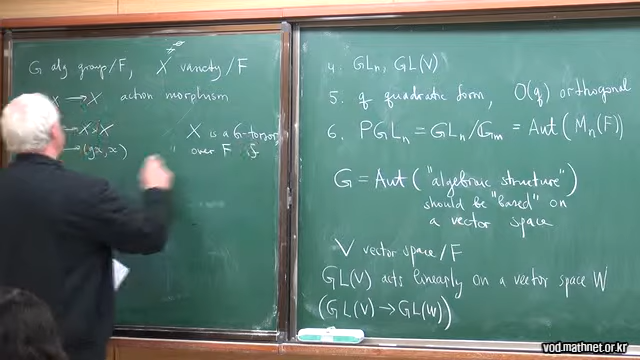 G alg group/F, X variety/F
X → X action morphism
→ X × X X is a G-torsor
→ (gx, x) over F if
4. GLn, GL(V)
5. q quadratic form, O(q) orthogonal
6. PGLn = GLn/Gm = Aut(Mn(F))
G = Aut("algebraic structure")
should be "based" on
a vector space
V vector space/F
GL(V) acts linearly on a vector space W
(GL(V) → GL(W))
vod.mathnet.or.kr